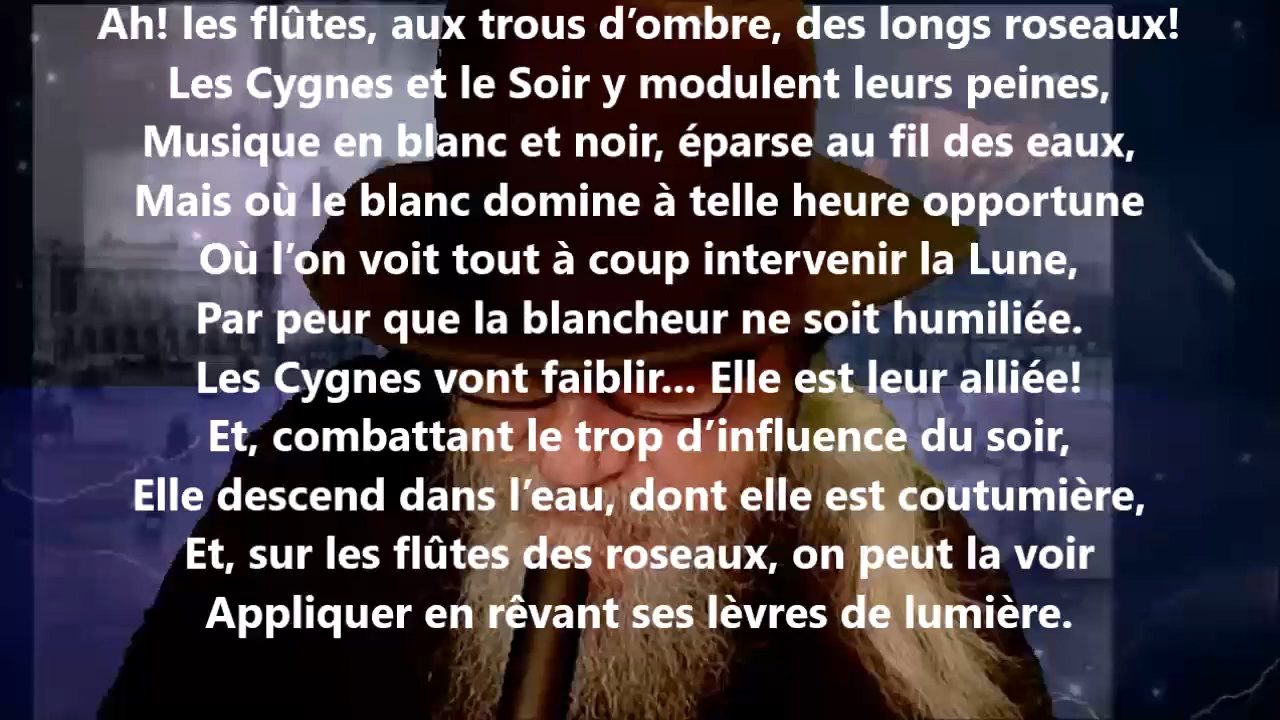 Ah! les flûtes, aux trous d’ombre, des longs roseaux!
Les Cygnes et le Soir y modulent leurs peines,
Musique en blanc et noir, éparse au fil des eaux,
Mais où le blanc domine à telle heure opportune
Où l’on voit tout à coup intervenir la Lune,
Par peur que la blancheur ne soit humiliée.
Les Cygnes vont faiblir... Elle est leur alliée!
Et, combattant le trop d’influence du soir,
Elle descend dans l’eau, dont elle est coutumière,
Et, sur les flûtes des roseaux, on peut la voir
Appliquer en rêvant ses lèvres de lumière.